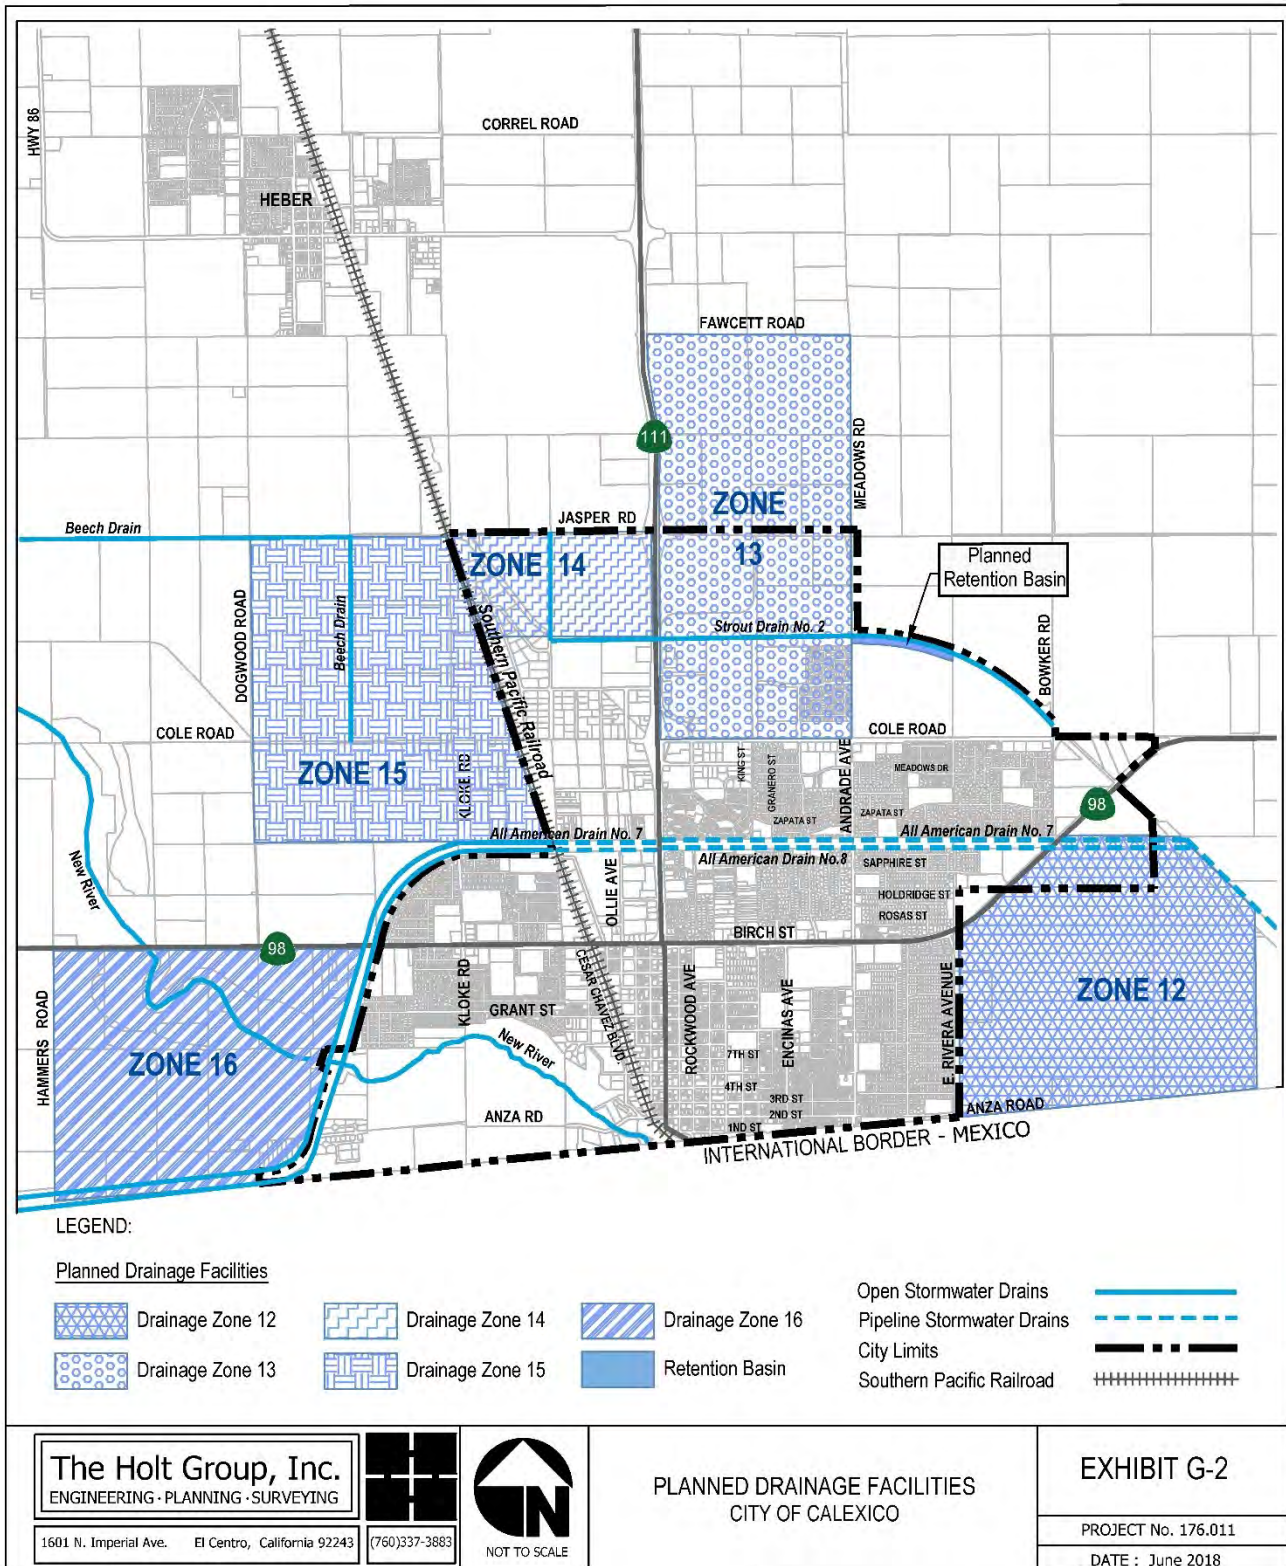 HWY 86
CORREL ROAD
HEBER
FAWCETT ROAD
111
MEADOWS RD
ZONE
13
JASPER RD
Beech Drain
ZONE 14
Planned
Retention Basin
DOGWOOD ROAD
Beech Drain
Southern Pacific Railroad
Strout Drain No. 2
BOWKER RD
COLE ROAD
COLE ROAD
ZONE 15
KLOKE RD
KING ST
GRANERO ST
ANDRADE AVE
MEADOWS DR
ZAPATA ST
ZAPATA ST
98
All American Drain No. 7
All American Drain No. 7
All American Drain No.8
SAPPHIRE ST
New River
OLLIE AVE
HOLDRIDGE ST
ROSAS ST
BIRCH ST
98
KLOKE RD
CESAR CHAVEZ BLVD.
ROCKWOOD AVE
ENCINAS AVE
E. RIVERA AVENUE
ZONE 12
GRANT ST
HAMMERS ROAD
ZONE 16
New River
7TH ST
4TH ST
3RD ST
2ND ST
1ND ST
ANZA RD
ANZA ROAD
INTERNATIONAL BORDER - MEXICO
LEGEND:
Planned Drainage Facilities
Drainage Zone 12
Drainage Zone 13
Drainage Zone 14
Drainage Zone 15
Drainage Zone 16
Retention Basin
Open Stormwater Drains
Pipeline Stormwater Drains
City Limits
Southern Pacific Railroad
The Holt Group, Inc.
ENGINEERING · PLANNING · SURVEYING
1601 N. Imperial Ave. El Centro, California 92243 (760)337-3883
N
NOT TO SCALE
PLANNED DRAINAGE FACILITIES
CITY OF CALEXICO
EXHIBIT G-2
PROJECT No. 176.011
DATE : June 2018